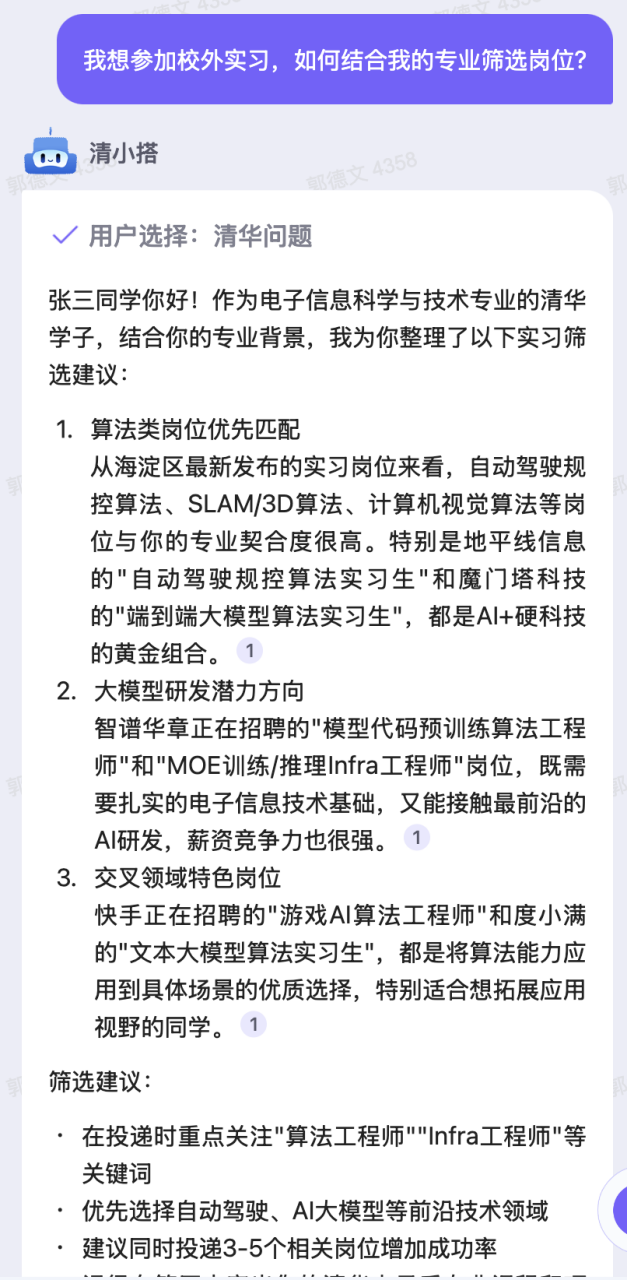 我想参加校外实习，如何结合我的专业筛选岗位?
清小搭
郭德文 4358
用户选择：清华问题
张三同学你好！作为电子信息科学与技术专业的清华
学子，结合你的专业背景，我为你整理了以下实习筛
选建议：
1. 算法类岗位优先匹配
从海淀区最新发布的实习岗位来看，自动驾驶规
控算法、SLAM/3D算法、计算机视觉算法等岗
位与你的专业契合度很高。特别是地平线信息
的"自动驾驶规控算法实习生"和魔门塔科技
的"端到端大模型算法实习生"，都是AI+硬科技
的黄金组合。 1
2. 大模型研发潜力方向
智谱华章正在招聘的"模型代码预训练算法工程
师"和"MOE训练/推理Infra工程师"岗位，既需
要扎实的电子信息技术基础，又能接触最前沿的
AI研发，薪资竞争力也很强。 1
3. 交叉领域特色岗位
快手正在招聘的"游戏AI算法工程师"和度小满
的"文本大模型算法实习生"，都是将算法能力应
用到具体场景的优质选择，特别适合想拓展应用
视野的同学。 1
筛选建议：
· 在投递时重点关注"算法工程师""Infra工程师"等
关键词
· 优先选择自动驾驶、AI大模型等前沿技术领域
· 建议同时投递3-5个相关岗位增加成功率